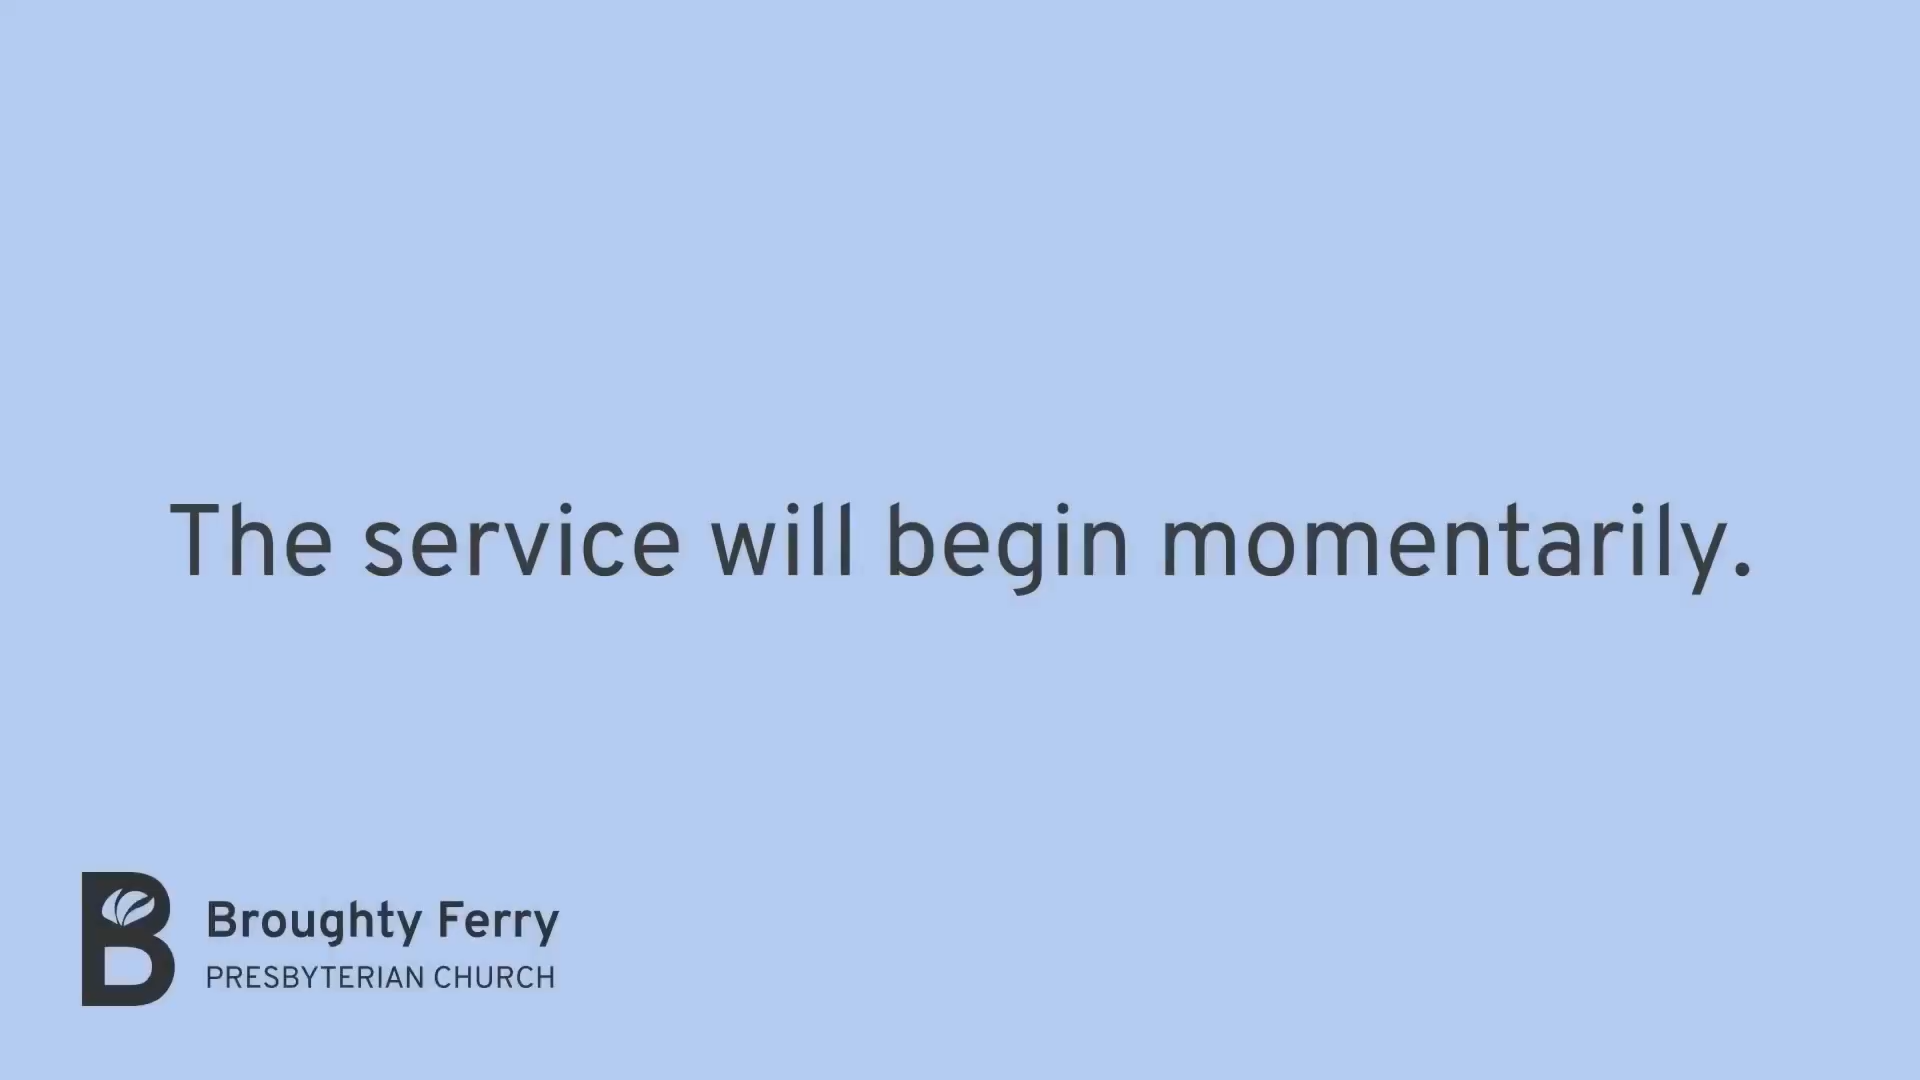 The service will begin momentarily.
Broughty Ferry
PRESBYTERIAN CHURCH